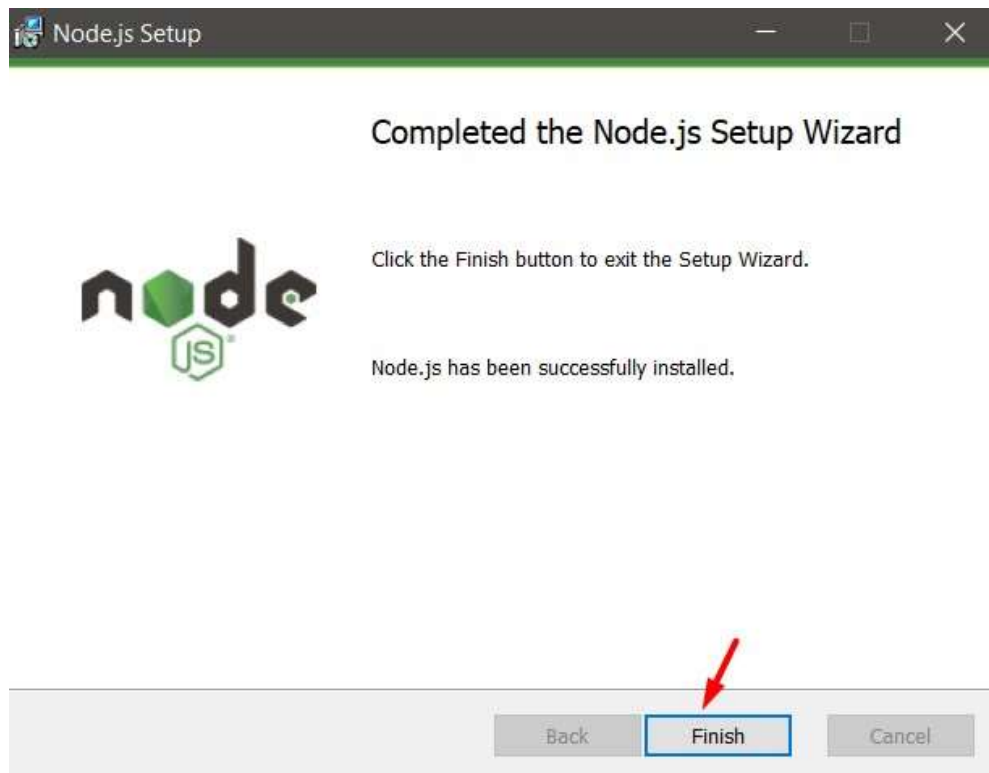 Node.js Setup
Completed the Node.js Setup Wizard
Click the Finish button to exit the Setup Wizard.
node
JS
Node.js has been successfully installed.
Back Finish Cancel